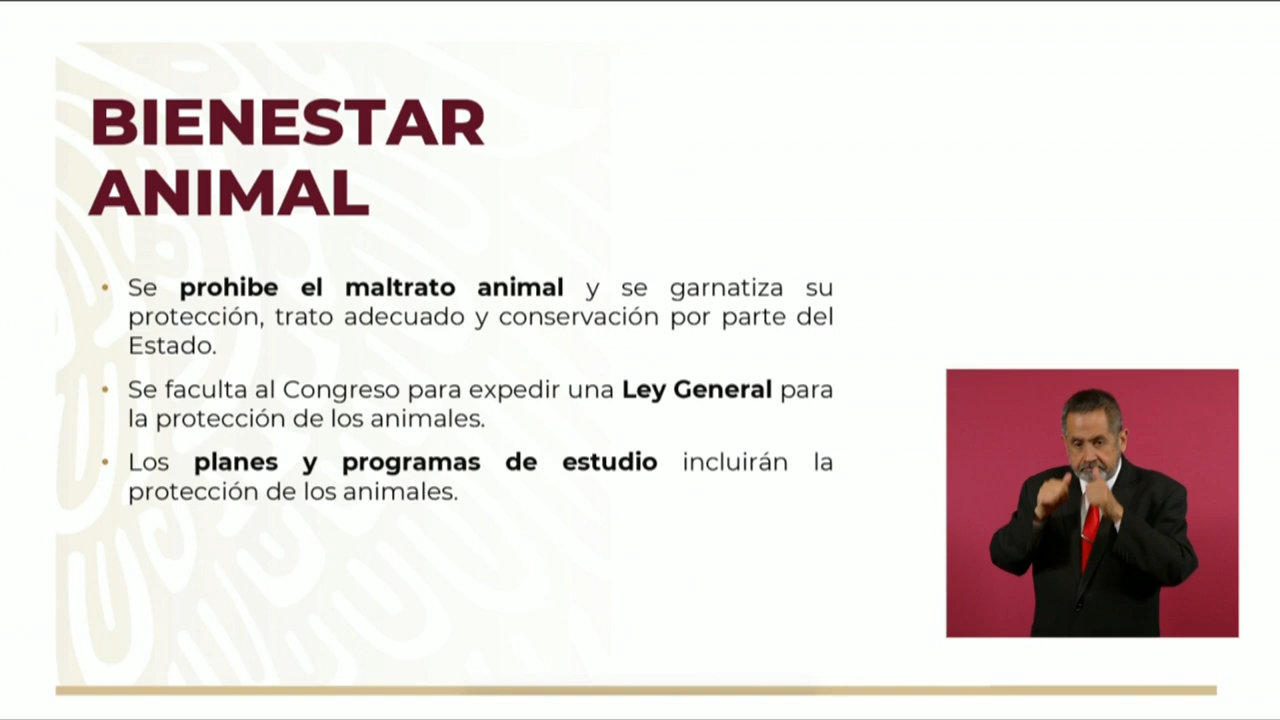 BIENESTAR
ANIMAL
• Se prohibe el maltrato animal y se garnatiza su
protección, trato adecuado y conservación por parte del
Estado.
• Se faculta al Congreso para expedir una Ley General para
la protección de los animales.
• Los planes y programas de estudio incluirán la
protección de los animales.